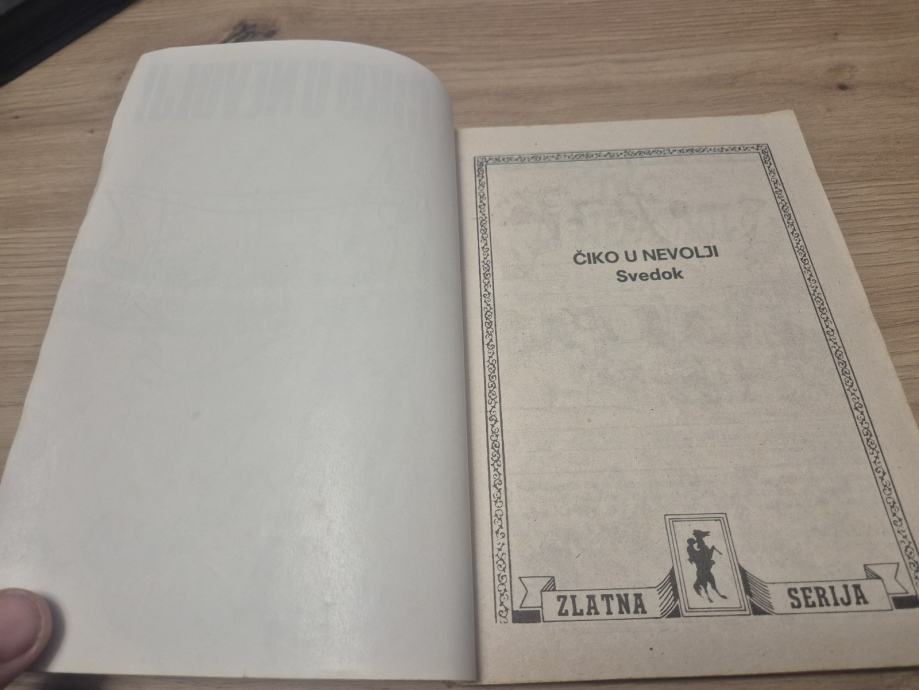 ČIKO U NEVOLJI
Svedok
ZLATNA SERIJA